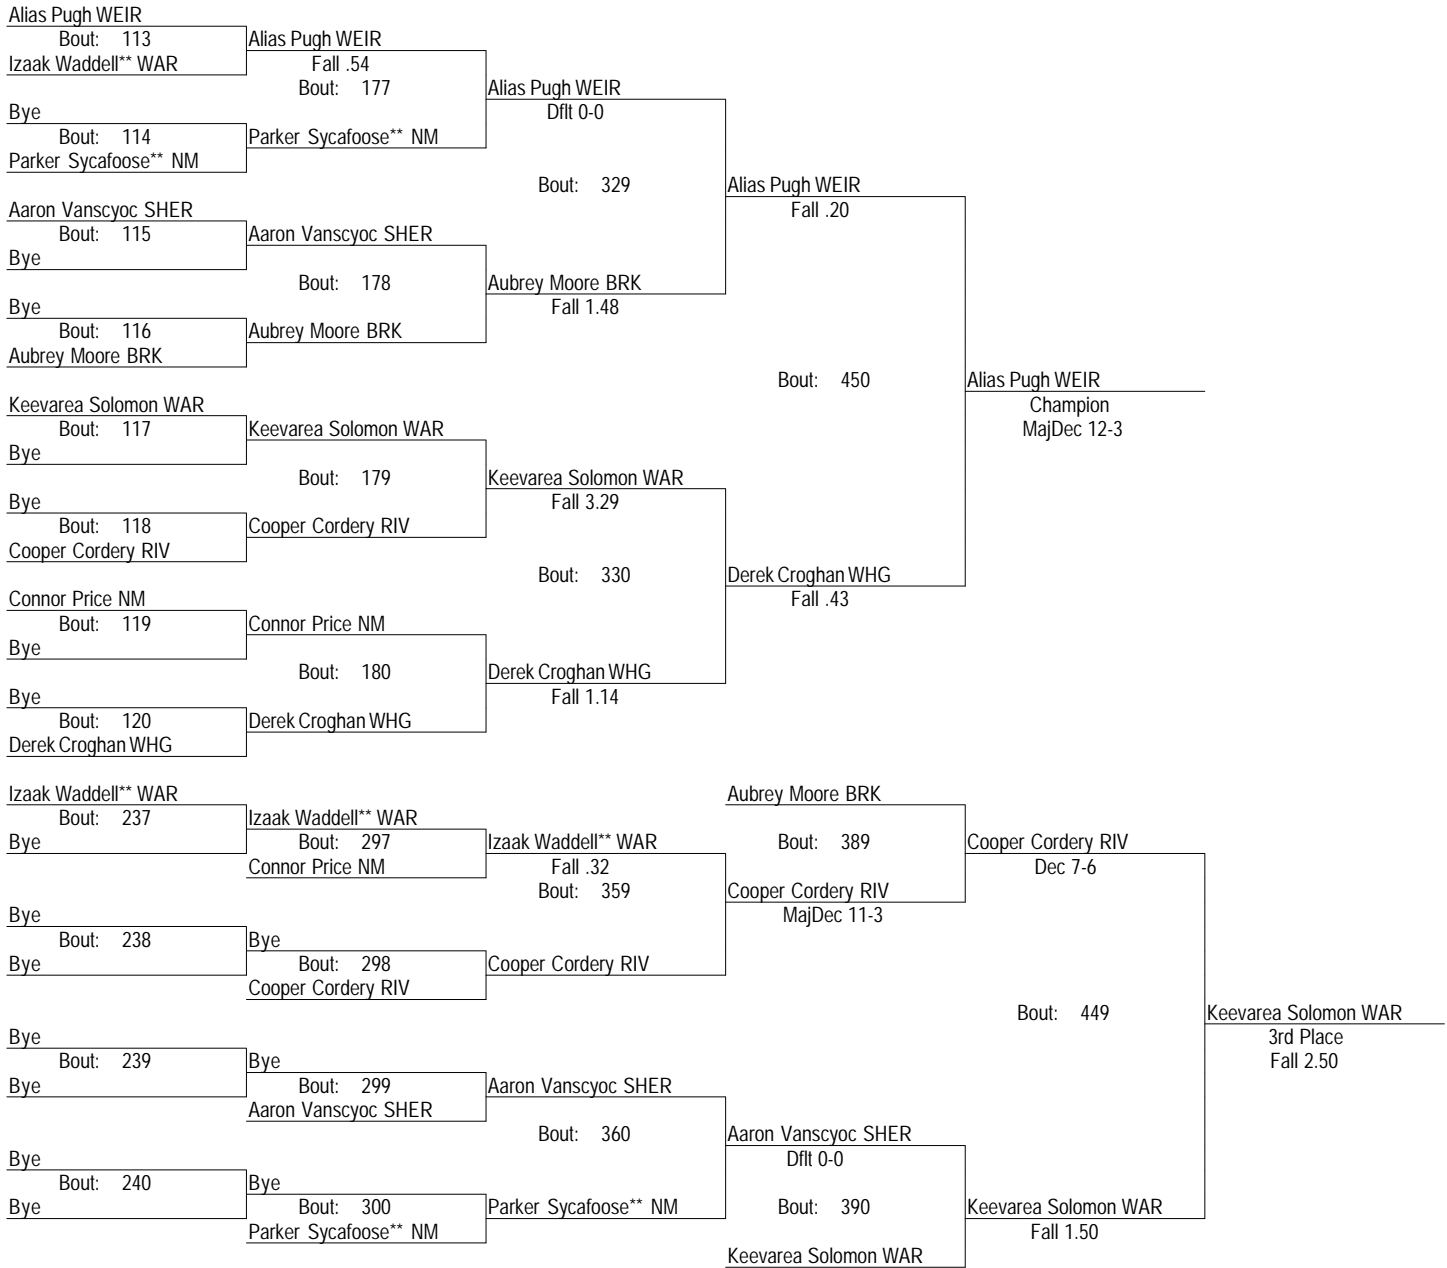 Alias Pugh WEIR
Bout: 113
Alias Pugh WEIR
Izaak Waddell** WAR
Fall .54
Bout: 177
Alias Pugh WEIR
Bye
Dflt 0-0
Bout: 114
Parker Sycafoose** NM
Parker Sycafoose** NM
Bout: 329
Alias Pugh WEIR
Aaron Vanscyoc SHER
Fall .20
Bout: 115
Aaron Vanscyoc SHER
Bye
Bout: 178
Aubrey Moore BRK
Bye
Fall 1.48
Bout: 116
Aubrey Moore BRK
Aubrey Moore BRK
Bout: 450
Alias Pugh WEIR
Keevarea Solomon WAR
Champion
Bout: 117
Keevarea Solomon WAR
MajDec 12-3
Bye
Bout: 179
Keevarea Solomon WAR
Bye
Fall 3.29
Bout: 118
Cooper Cordery RIV
Cooper Cordery RIV
Bout: 330
Derek Croghan WHG
Connor Price NM
Fall .43
Bout: 119
Connor Price NM
Bye
Bout: 180
Derek Croghan WHG
Bye
Fall 1.14
Bout: 120
Derek Croghan WHG
Derek Croghan WHG
Izaak Waddell** WAR
Aubrey Moore BRK
Bout: 237
Izaak Waddell** WAR
Bye
Bout: 297
Izaak Waddell** WAR
Bout: 389
Cooper Cordery RIV
Connor Price NM
Fall .32
Dec 7-6
Bout: 359
Cooper Cordery RIV
Bye
MajDec 11-3
Bout: 238
Bye
Bye
Bout: 298
Cooper Cordery RIV
Cooper Cordery RIV
Bout: 449
Keevarea Solomon WAR
Bye
3rd Place
Bout: 239
Bye
Fall 2.50
Bye
Bout: 299
Aaron Vanscyoc SHER
Aaron Vanscyoc SHER
Bout: 360
Aaron Vanscyoc SHER
Bye
Dflt 0-0
Bout: 240
Bye
Bye
Bout: 300
Parker Sycafoose** NM
Bout: 390
Keevarea Solomon WAR
Parker Sycafoose** NM
Fall 1.50
Keevarea Solomon WAR